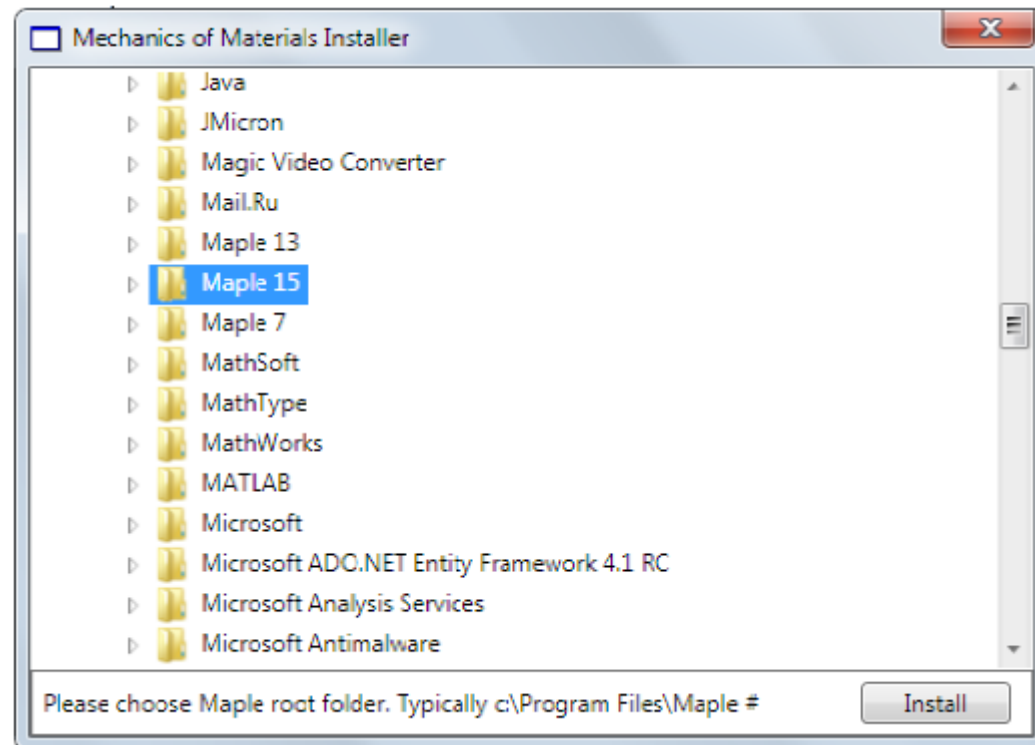 Mechanics of Materials Installer
Java
JMicron
Magic Video Converter
Mail.Ru
Maple 13
Maple 15
Maple 7
MathSoft
MathType
MathWorks
MATLAB
Microsoft
Microsoft ADO.NET Entity Framework 4.1 RC
Microsoft Analysis Services
Microsoft Antimalware
Please choose Maple root folder. Typically c:\Program Files\Maple # Install